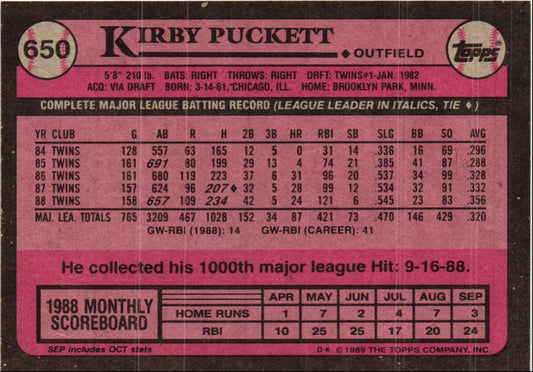 650
KIRBY PUCKETT
◆ OUTFIELD
TOPPS
5'8" 210 lb. BATS: RIGHT THROWS: RIGHT DRFT: TWINS#1-JAN. 1982
ACQ: VIA DRAFT BORN: 3-14-61, CHICAGO, ILL. HOME: BROOKLYN PARK, MINN.
COMPLETE MAJOR LEAGUE BATTING RECORD (LEAGUE LEADER IN ITALICS, TIE ♦)
YR CLUB G AB R H 2B 3B HR RBI SB SLG BB SO AVG
84 TWINS 128 557 63 165 12 5 0 31 14 .336 16 69 .296
85 TWINS 161 691 80 199 29 13 4 74 21 .385 41 87 .288
86 TWINS 161 680 119 223 37 6 31 96 20 .537 34 99 .328
87 TWINS 157 624 96 207♦ 32 5 28 99 12 .534 32 91 .332
88 TWINS 158 657 109 234 42 5 24 121 6 .545 23 83 .356
MAJ. LEA. TOTALS 765 3209 467 1028 152 34 87 421 73 .470 146 429 .320
GW-RBI (1988): 14 GW-RBI (CAREER): 41
He collected his 1000th major league Hit: 9-16-88.
1988 MONTHLY SCOREBOARD
APR MAY JUN JUL AUG SEP
HOME RUNS 1 7 2 4 7 3
RBI 10 25 25 17 20 24
SEP includes OCT stats
D* © 1989 THE TOPPS COMPANY, INC.